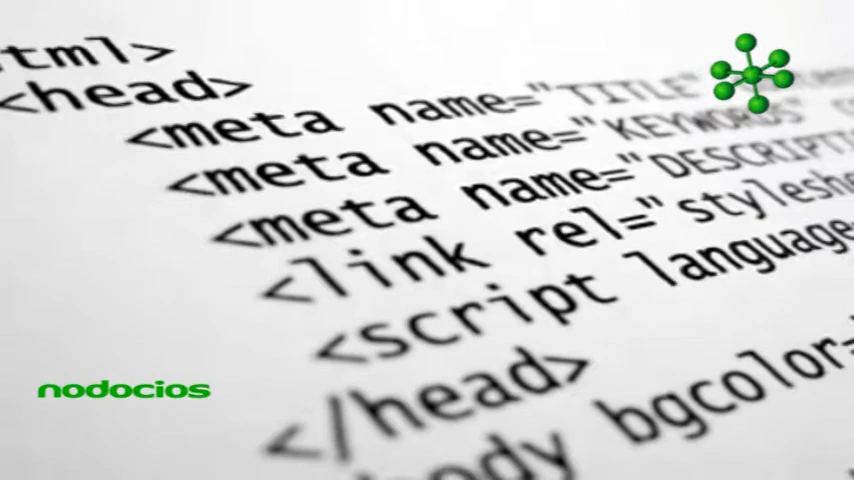 tml>
<head>
<meta name="TITLE"
<meta name="KEYWORDS"
<meta name="DESCRIPTI
<link rel="styleshe
<script language=
</head>
body bgcolor=
nodocios